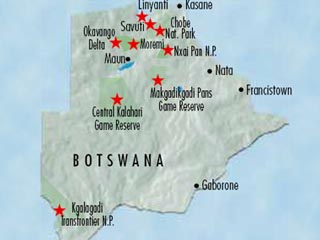 Linyanti
Kasane
Savuti
Chobe
Nat. Park
Okavango
Delta
Moremi
Nxai Pan N.P.
Maun
Nata
Makgadikgadi Pans
Game Reserve
Francistown
Central Kalahari
Game Reserve
BOTSWANA
Gaborone
Kgalagadi
Transfrontier N.P.